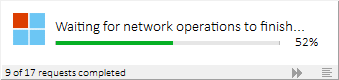 Waiting for network operations to finish...
52%
9 of 17 requests completed